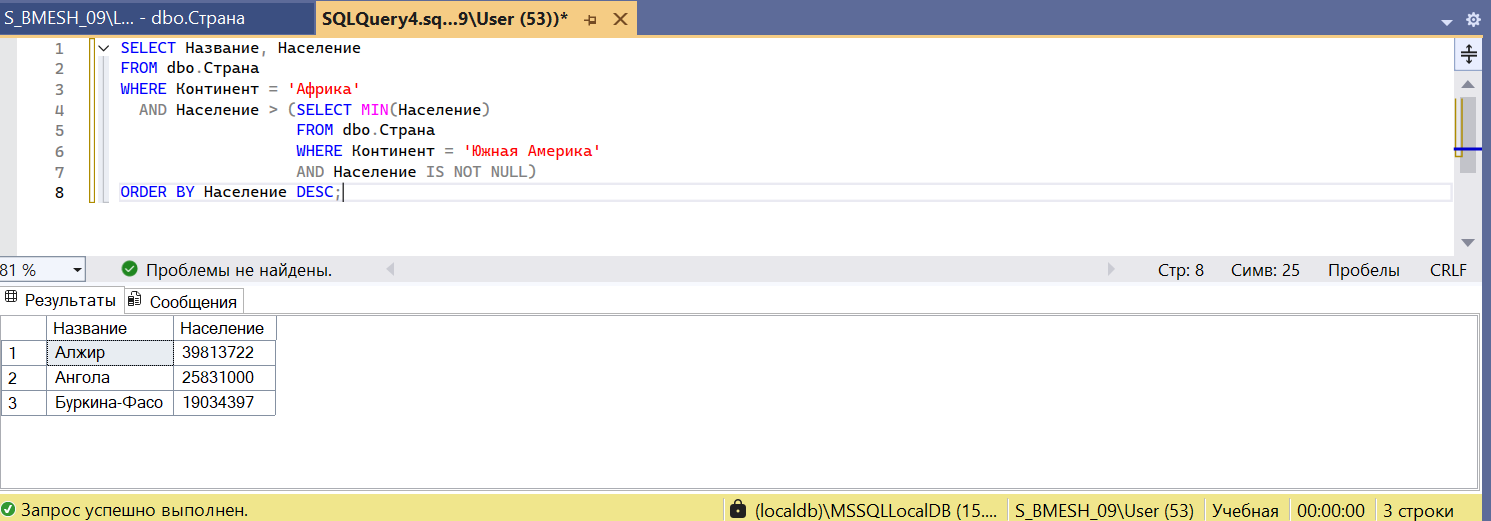 S_BMESH_09\L... - dbo.Страна
SQLQuery4.sq...9\User (53))*
1 SELECT Название, Население
2 FROM dbo.Страна
3 WHERE Континент = 'Африка'
4 AND Население > (SELECT MIN(Население)
5 FROM dbo.Страна
6 WHERE Континент = 'Южная Америка'
7 AND Население IS NOT NULL)
8 ORDER BY Население DESC;
81 % Проблемы не найдены. Стр: 8 Симв: 25 Пробелы CRLF
Результаты Сообщения
Название Население
1 Алжир 39813722
2 Ангола 25831000
3 Буркина-Фасо 19034397
Запрос успешно выполнен. (localdb)\MSSQLLocalDB (15.... S_BMESH_09\User (53) Учебная 00:00:00 3 строки